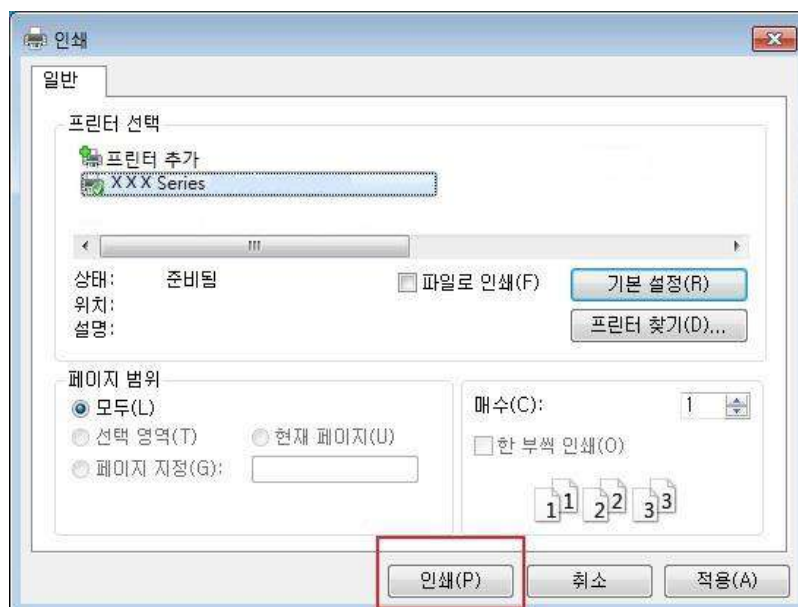 인쇄
일반
프린터 선택
프린터 추가
XXX Series
상태: 준비됨 파일로 인쇄(F) 기본 설정(R)
위치:
설명: 프린터 찾기(D)...
페이지 범위
모두(L)
선택 영역(T) 현재 페이지(U)
페이지 지정(G):
매수(C): 1
한 부씩 인쇄(O)
1 1 2 2 3 3
인쇄(P) 취소 적용(A)